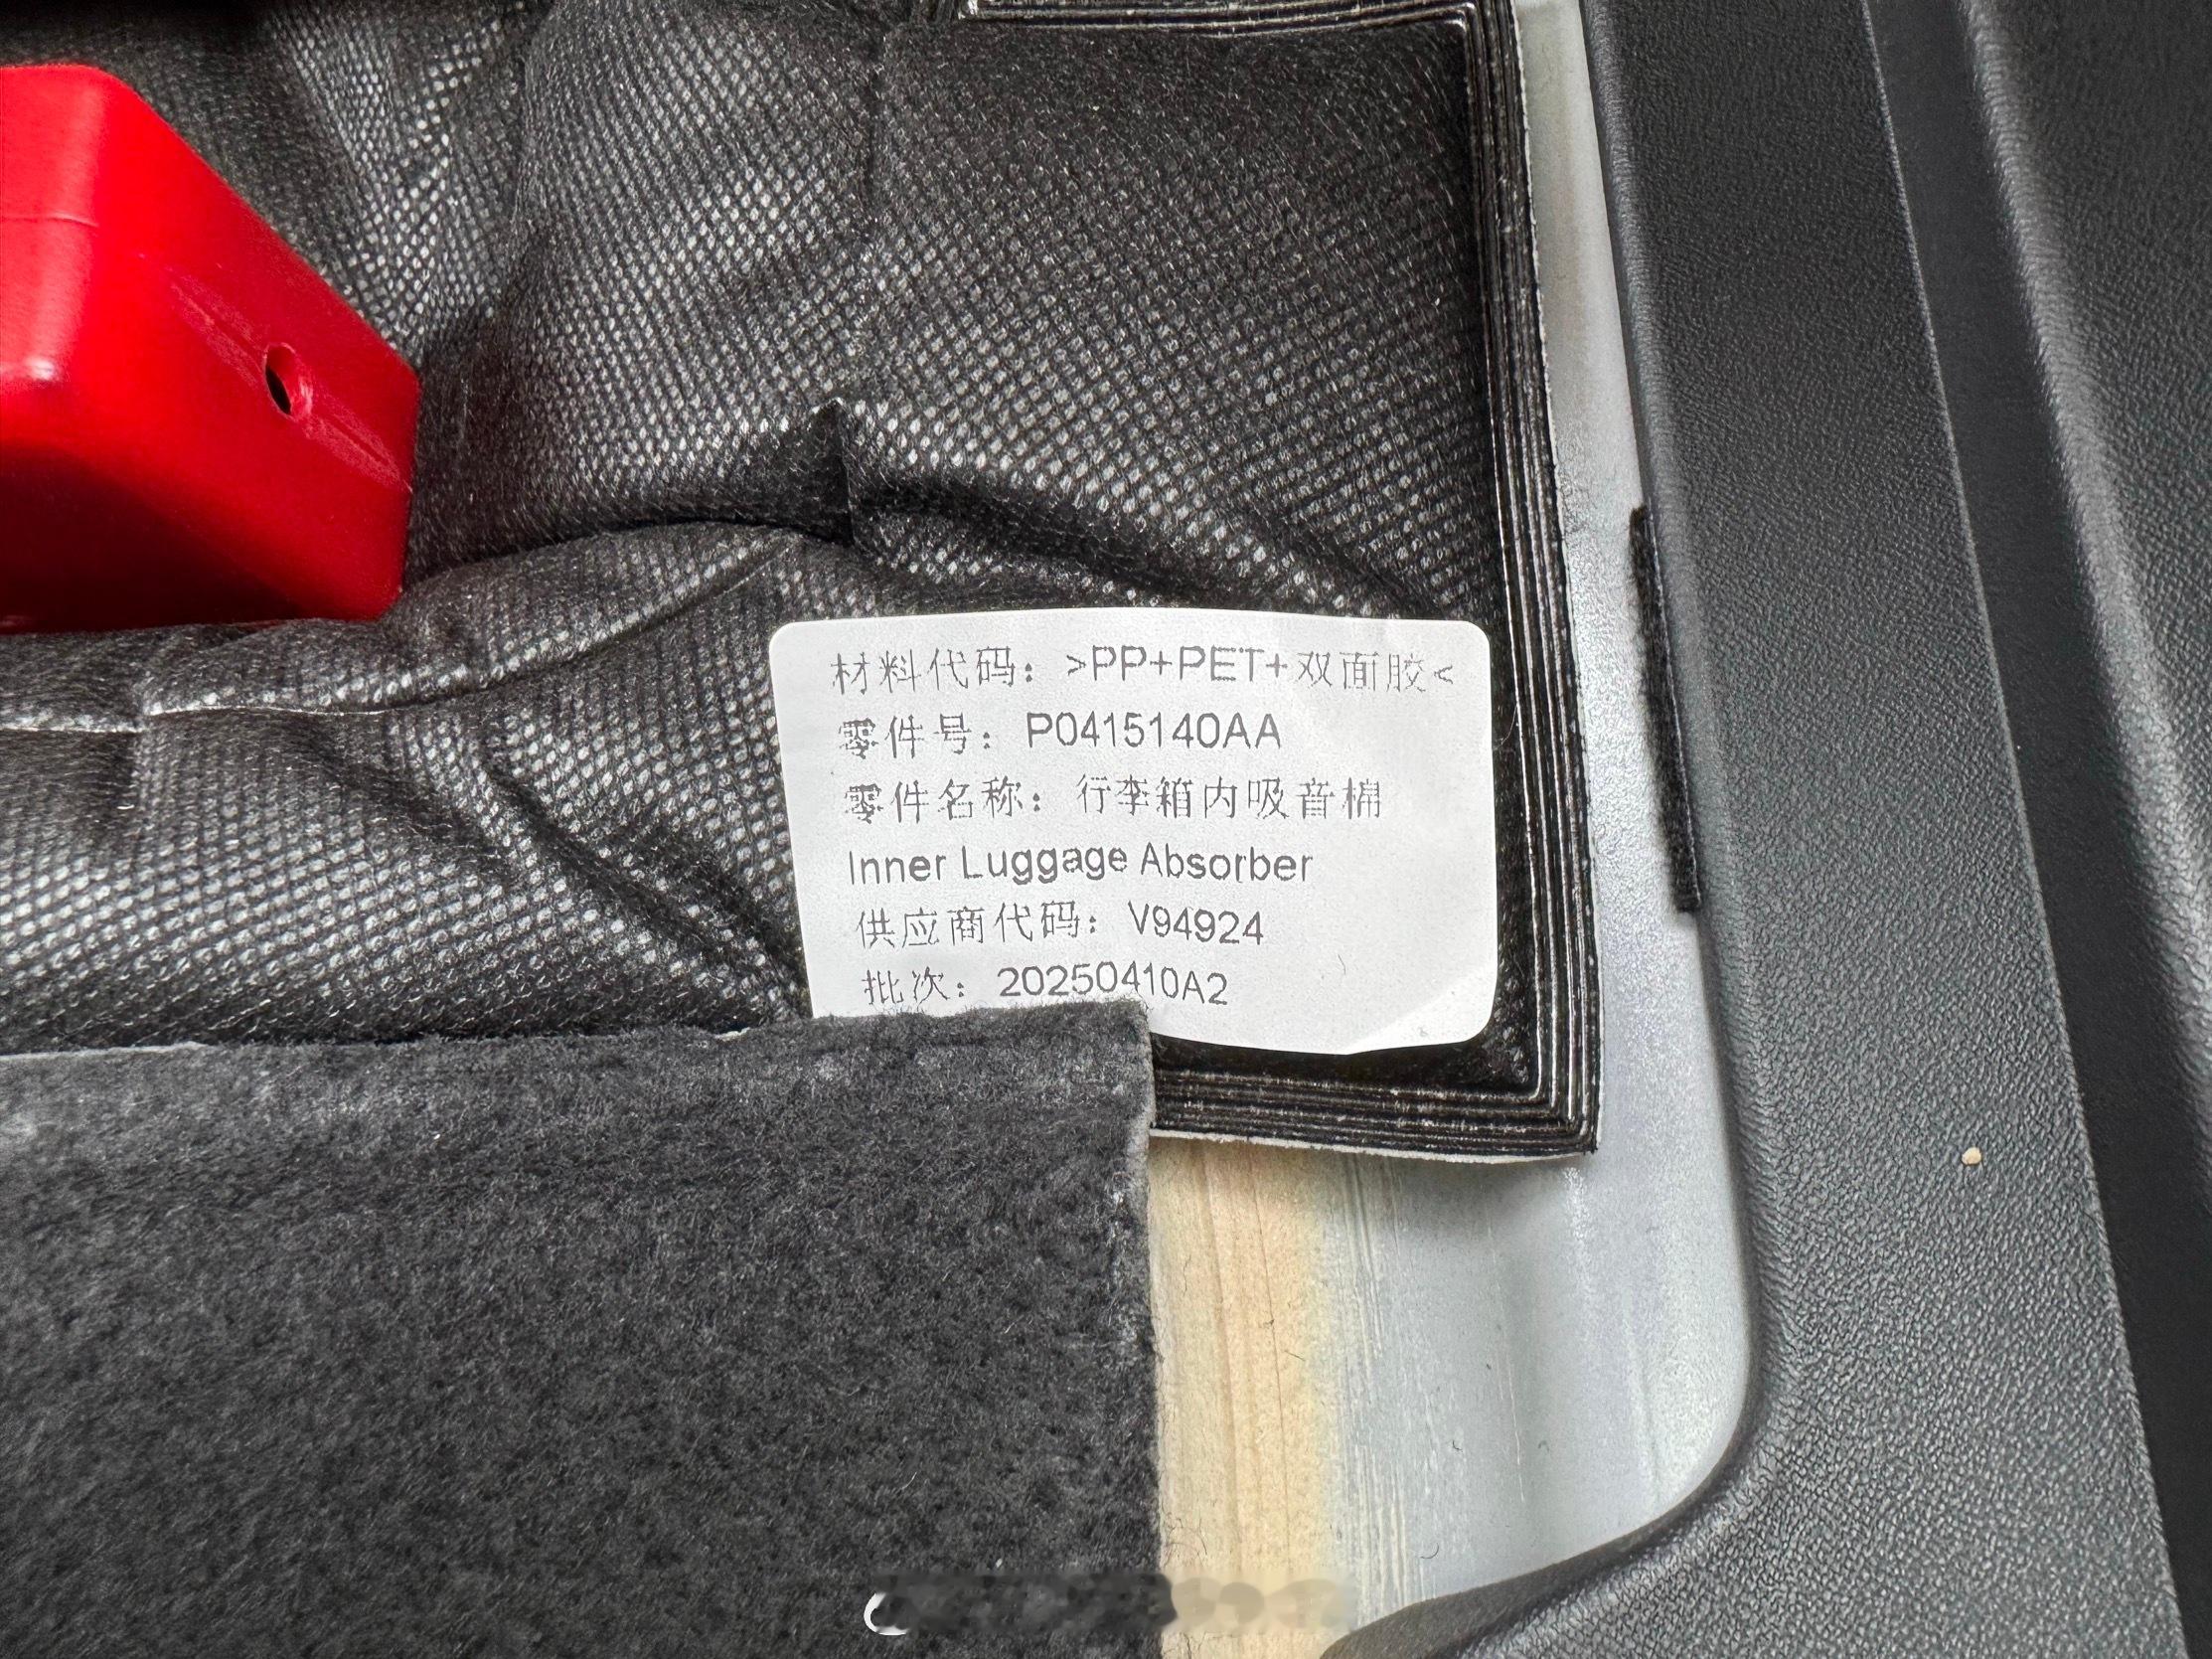 材料代码：>PP+PET+双面胶<
零件号：P0415140AA
零件名称：行李箱内吸音棉
Inner Luggage Absorber
供应商代码：V94924
批次：20250410A2